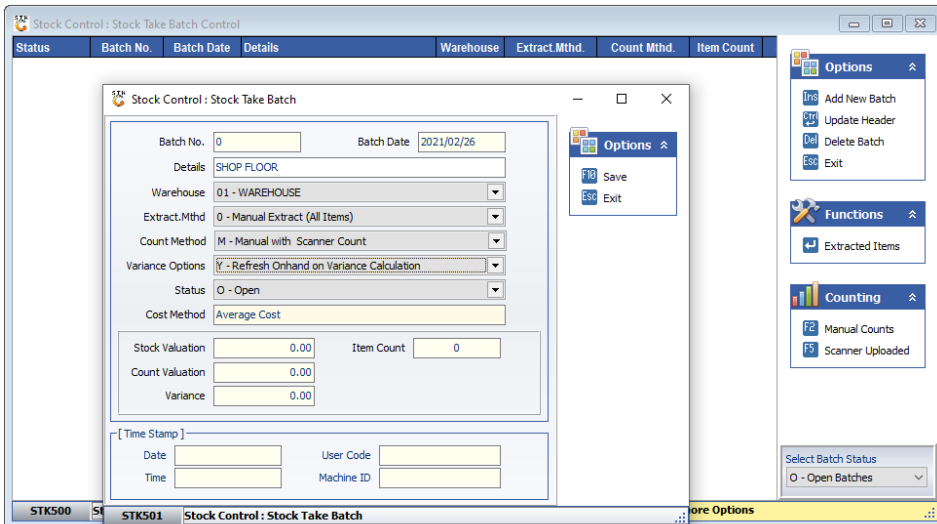 Stock Control : Stock Take Batch Control
Status Batch No. Batch Date Details Warehouse Extract.Mthd. Count Mthd. Item Count
Options
Ins Add New Batch
Ctrl Update Header
Del Delete Batch
Esc Exit
Functions
Extracted Items
Counting
F2 Manual Counts
F5 Scanner Uploaded
Select Batch Status
O - Open Batches
Stock Control : Stock Take Batch
Batch No. 0 Batch Date 2021/02/26
Details SHOP FLOOR
Warehouse 01 - WAREHOUSE
Extract.Mthd 0 - Manual Extract (All Items)
Count Method M - Manual with Scanner Count
Variance Options Y - Refresh Onhand on Variance Calculation
Status O - Open
Cost Method Average Cost
Stock Valuation 0.00 Item Count 0
Count Valuation 0.00
Variance 0.00
[ Time Stamp ]
Date User Code
Time Machine ID
Options
F10 Save
Esc Exit
STK501 Stock Control : Stock Take Batch
STK500 St ore Options